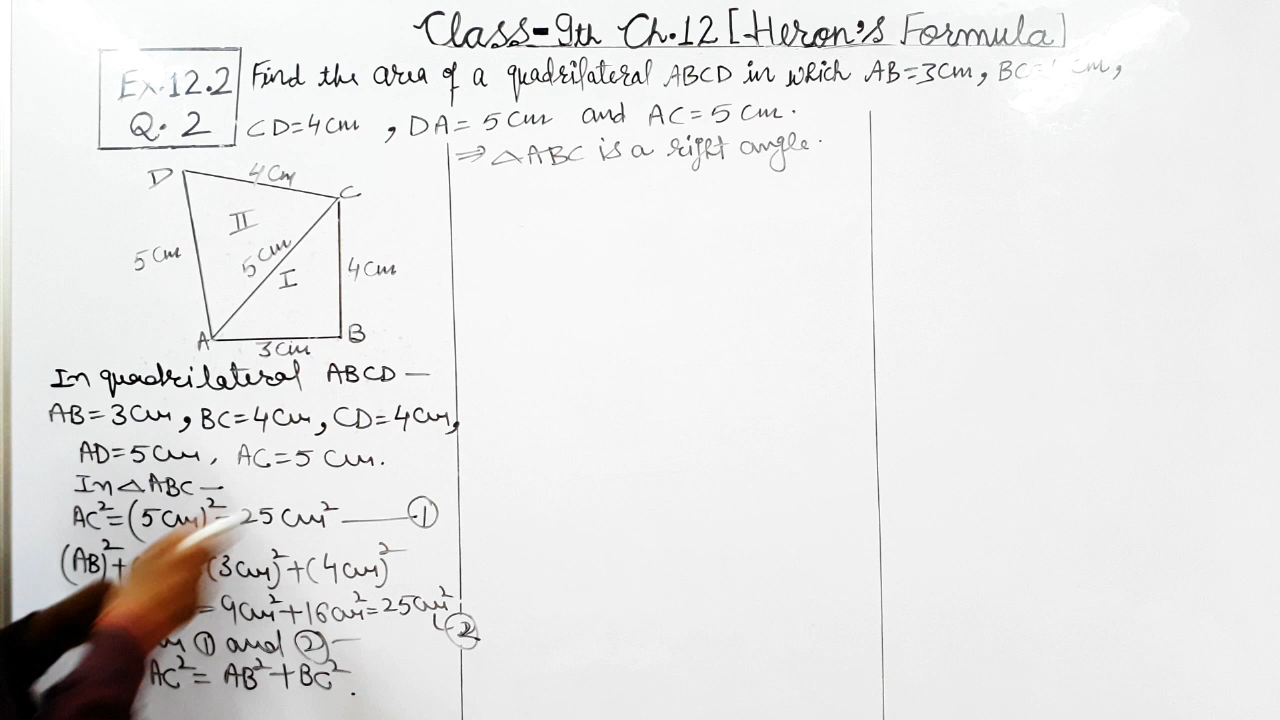 Class-9th Ch.12 [Heron's Formula]
Ex.12.2
Q. 2
Find the area of a quadrilateral ABCD in which AB=3cm, BC= cm,
CD=4cm , DA= 5cm and AC= 5cm.
⇒ △ABC is a right angle.
D
4cm
C
II
5cm
5cm
I
4cm
A
B
3cm
In quadrilateral ABCD —
AB=3cm, BC=4cm, CD=4cm,
AD=5cm, AC=5cm.
In △ABC —
AC²=(5cm)²=25cm² — ①
(AB)²+ (3cm)²+(4cm)²
= 9cm²+16cm²=25cm²
② 
① and ② —
AC² = AB²+BC².